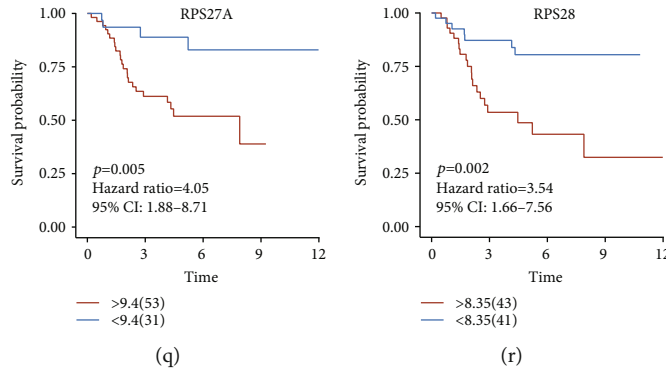 RPS27A
1.00
0.75
0.50
0.25
0.00
Survival probability
p=0.005
Hazard ratio=4.05
95% CI: 1.88–8.71
0 3 6 9 12
Time
>9.4(53)
<9.4(31)
(q)
RPS28
1.00
0.75
0.50
0.25
0.00
Survival probability
p=0.002
Hazard ratio=3.54
95% CI: 1.66–7.56
0 3 6 9 12
Time
>8.35(43)
<8.35(41)
(r)